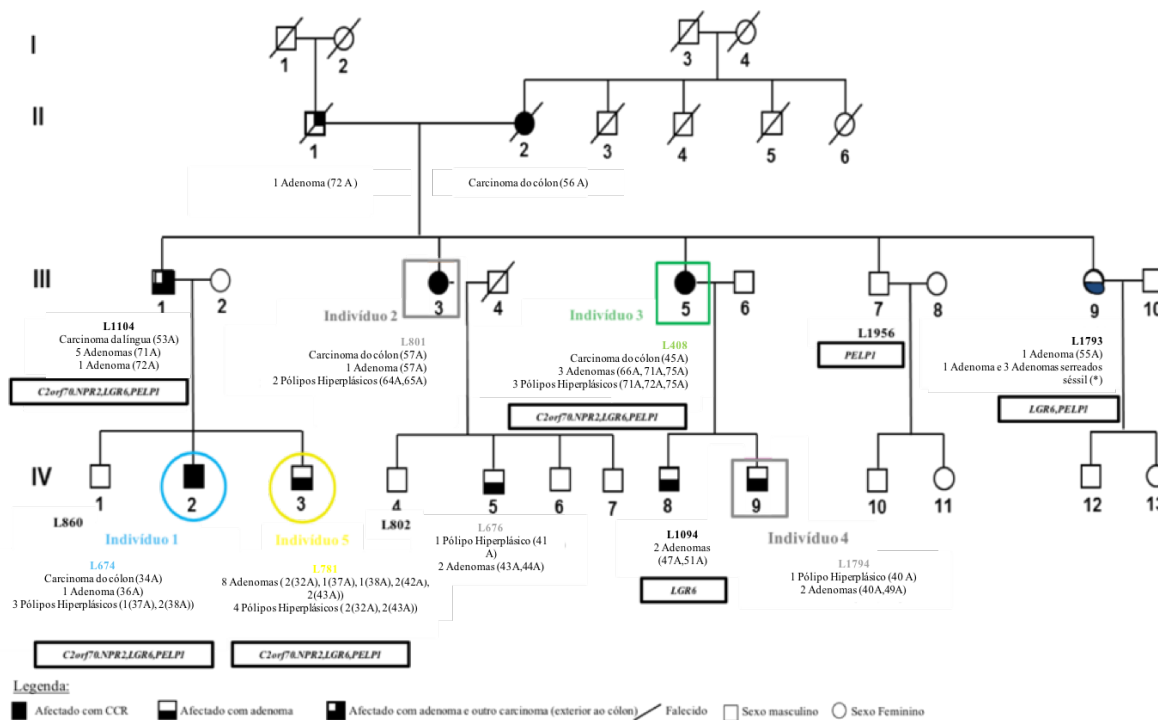 I
1
2
3
4
II
1
2
3
4
5
6
1 Adenoma (72 A )
Carcinoma do cólon (56 A)
III
1
2
3
4
5
6
7
8
9
10
L1104
Carcinoma da língua (53A)
5 Adenomas (71A)
1 Adenoma (72A)
C2orf70,NPR2,LGR6,PELP1
Indivíduo 2
L801
Carcinoma do cólon (57A)
1 Adenoma (57A)
2 Pólipos Hiperplásicos (64A, 65A)
Indivíduo 3
L408
Carcinoma do cólon (45A)
3 Adenomas (66A, 71A, 75A)
3 Pólipos Hiperplásicos (71A,72A,75A)
C2orf70,NPR2,LGR6,PELP1
L1956
PELP1
L1793
1 Adenoma (55A)
1 Adenoma e 3 Adenomas serreados
séssil (*)
LGR6,PELP1
IV
1
2
3
4
5
6
7
8
9
10
11
12
13
L860
Indivíduo 1
L674
Carcinoma do cólon (34A)
1 Adenoma (36A)
3 Pólipos Hiperplásicos (1(37A), 2(38A))
C2orf70,NPR2,LGR6,PELP1
Indivíduo 5
L781
8 Adenomas ( 2(32A), 1(37A), 1(38A), 2(42A),
2(43A))
4 Pólipos Hiperplásicos ( 2(32A), 2(43A))
C2orf70,NPR2,LGR6,PELP1
L802
L676
1 Pólipo Hiperplásico (41
A)
2 Adenomas (43A,44A)
L1094
2 Adenomas
(47A,51A)
LGR6
Indivíduo 4
L1794
1 Pólipo Hiperplásico (40 A)
2 Adenomas (40A,49A)
Legenda:
Afectado com CCR
Afectado com adenoma
Afectado com adenoma e outro carcinoma (exterior ao cólon)
Falecido
Sexo masculino
Sexo Feminino